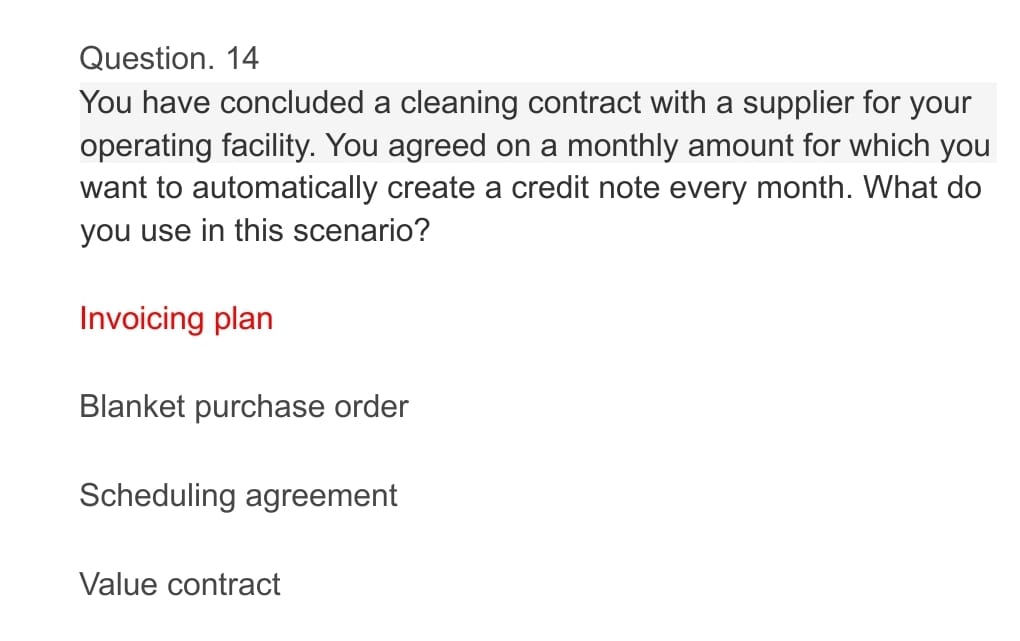 Question. 14
You have concluded a cleaning contract with a supplier for your
operating facility. You agreed on a monthly amount for which you
want to automatically create a credit note every month. What do
you use in this scenario?
Invoicing plan
Blanket purchase order
Scheduling agreement
Value contract